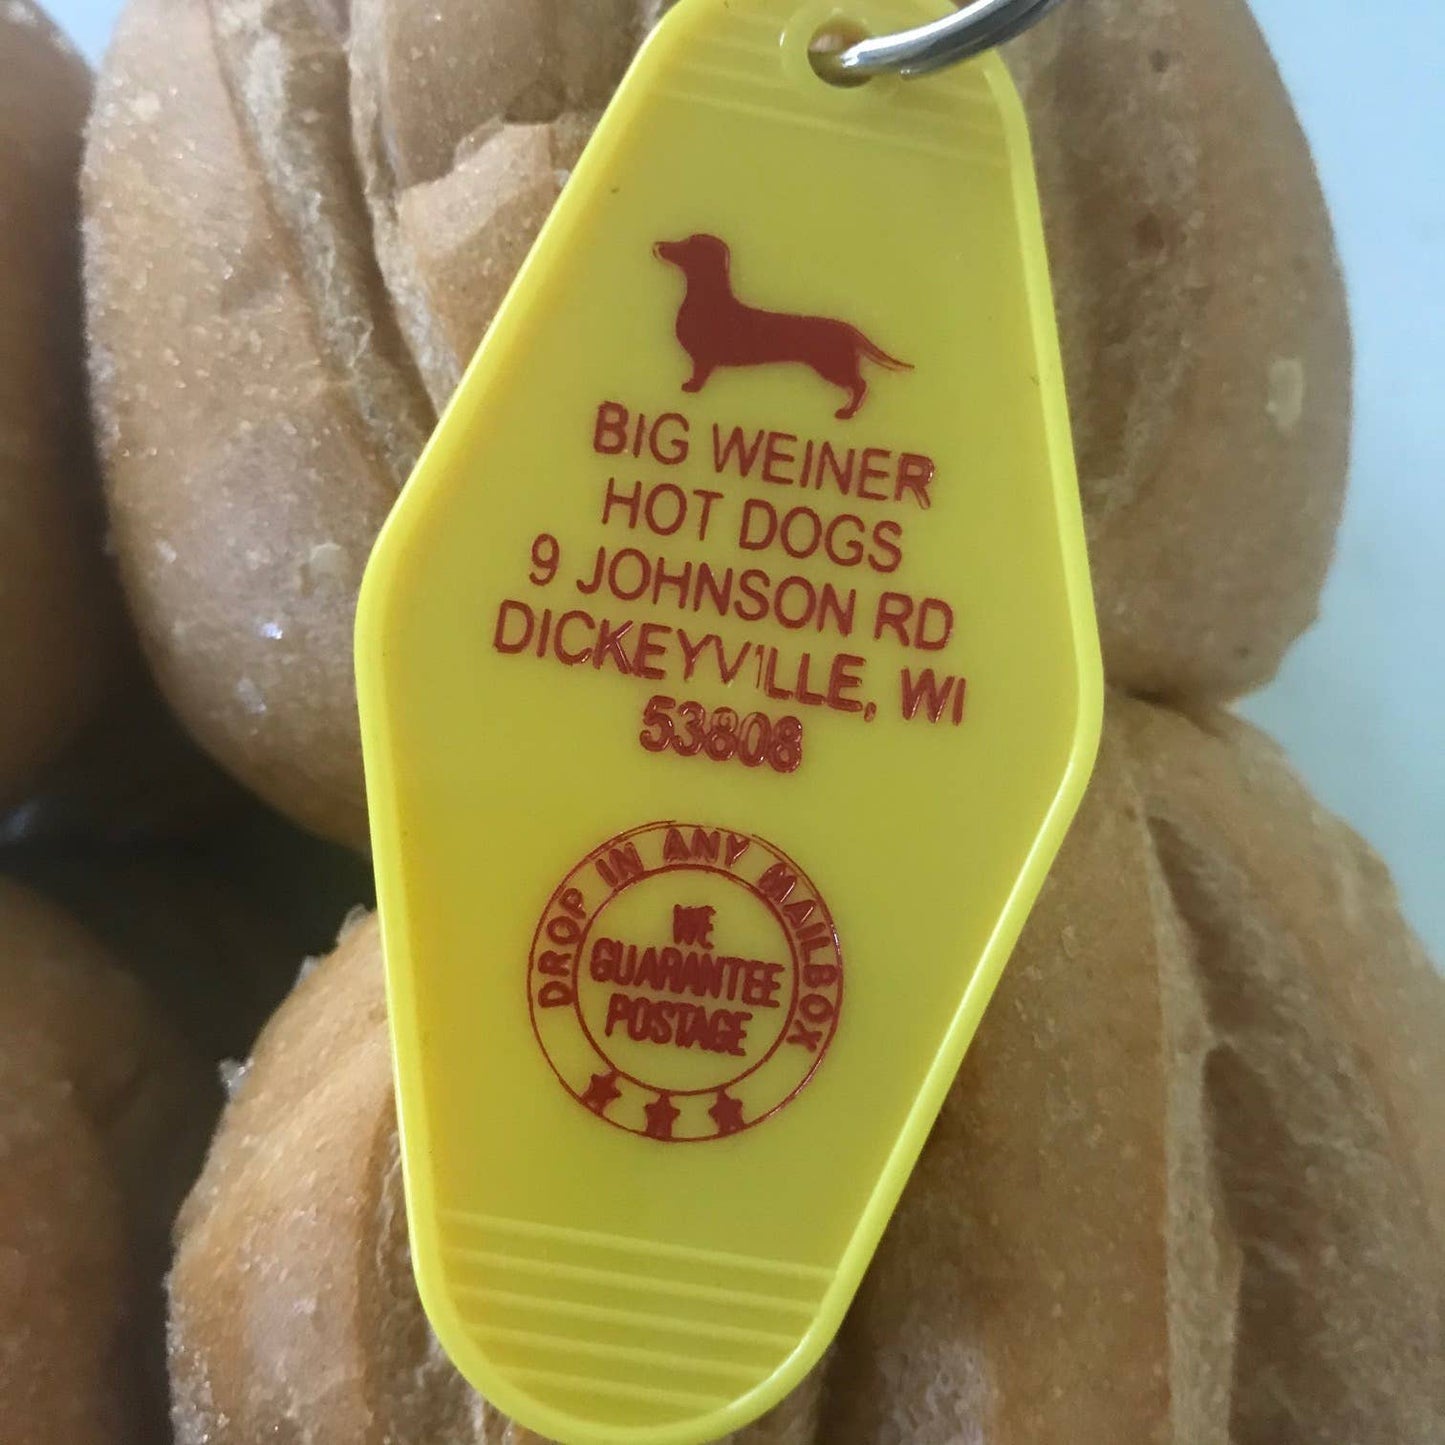 BIG WEINER
HOT DOGS
9 JOHNSON RD
DICKEYVILLE, WI
53808
DROP IN ANY MAILBOX
WE
GUARANTEE
POSTAGE